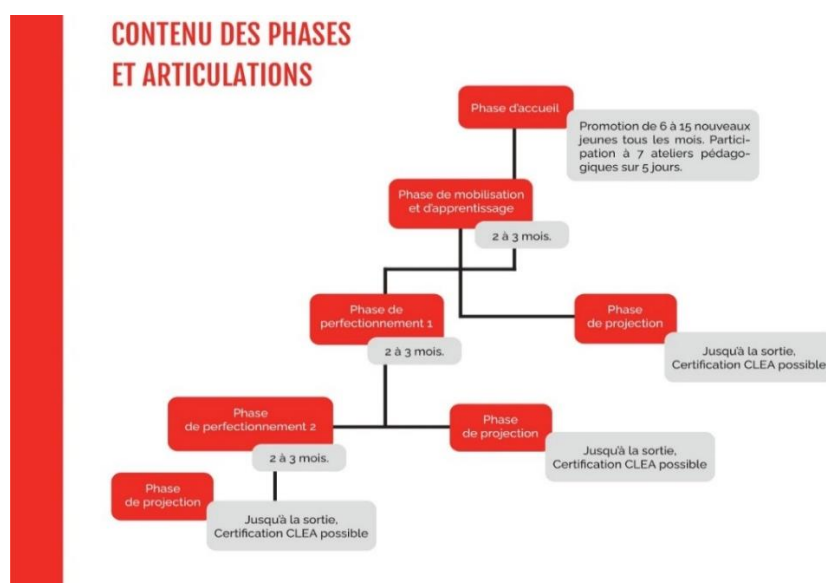 CONTENU DES PHASES
ET ARTICULATIONS
Phase d'accueil
Promotion de 6 à 15 nouveaux
jeunes tous les mois. Partici-
pation à 7 ateliers pédago-
giques sur 5 jours.
Phase de mobilisation
et d'apprentissage
2 à 3 mois.
Phase de
perfectionnement 1
2 à 3 mois.
Phase
de projection
Jusqu'à la sortie,
Certification CLEA possible
Phase
de perfectionnement 2
2 à 3 mois.
Phase
de projection
Jusqu'à la sortie,
Certification CLEA possible
Phase
de projection
Jusqu'à la sortie,
Certification CLEA possible